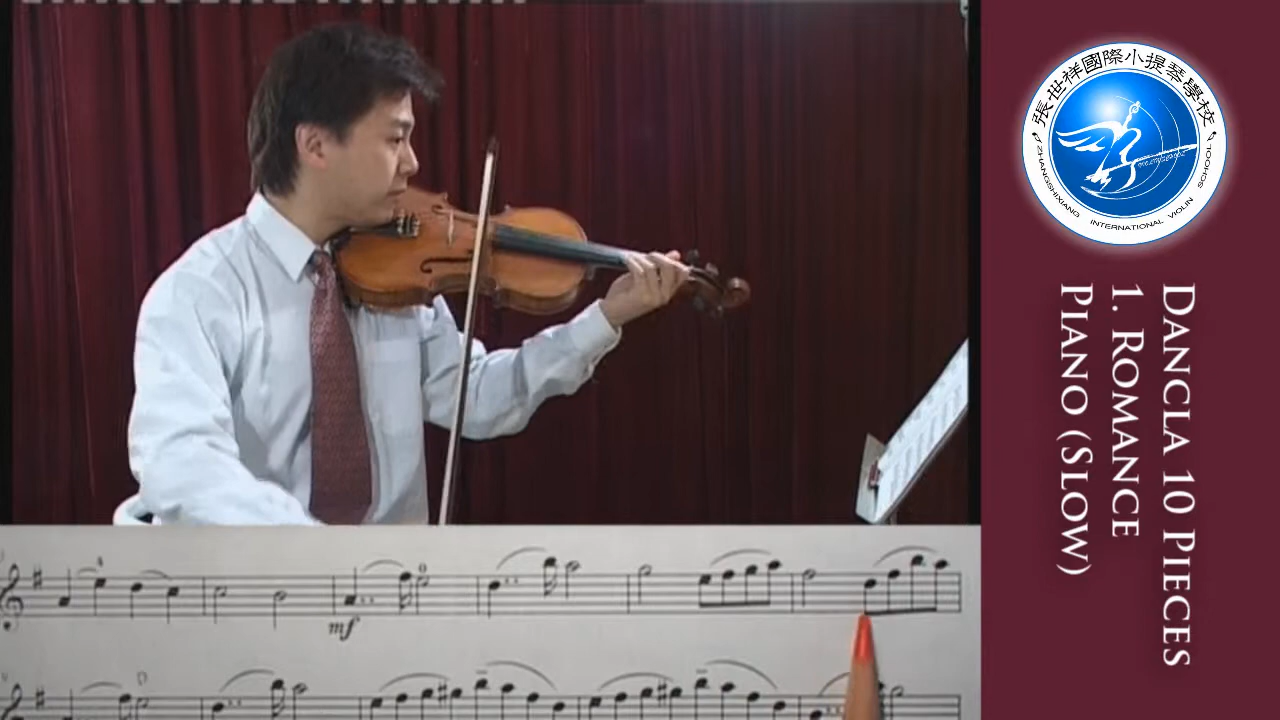 張世祥國際小提琴學校
ZHANGSHIXIANG INTERNATIONAL VIOLIN SCHOOL
DANCLA 10 PIECES
1. ROMANCE
PIANO (SLOW)
mf